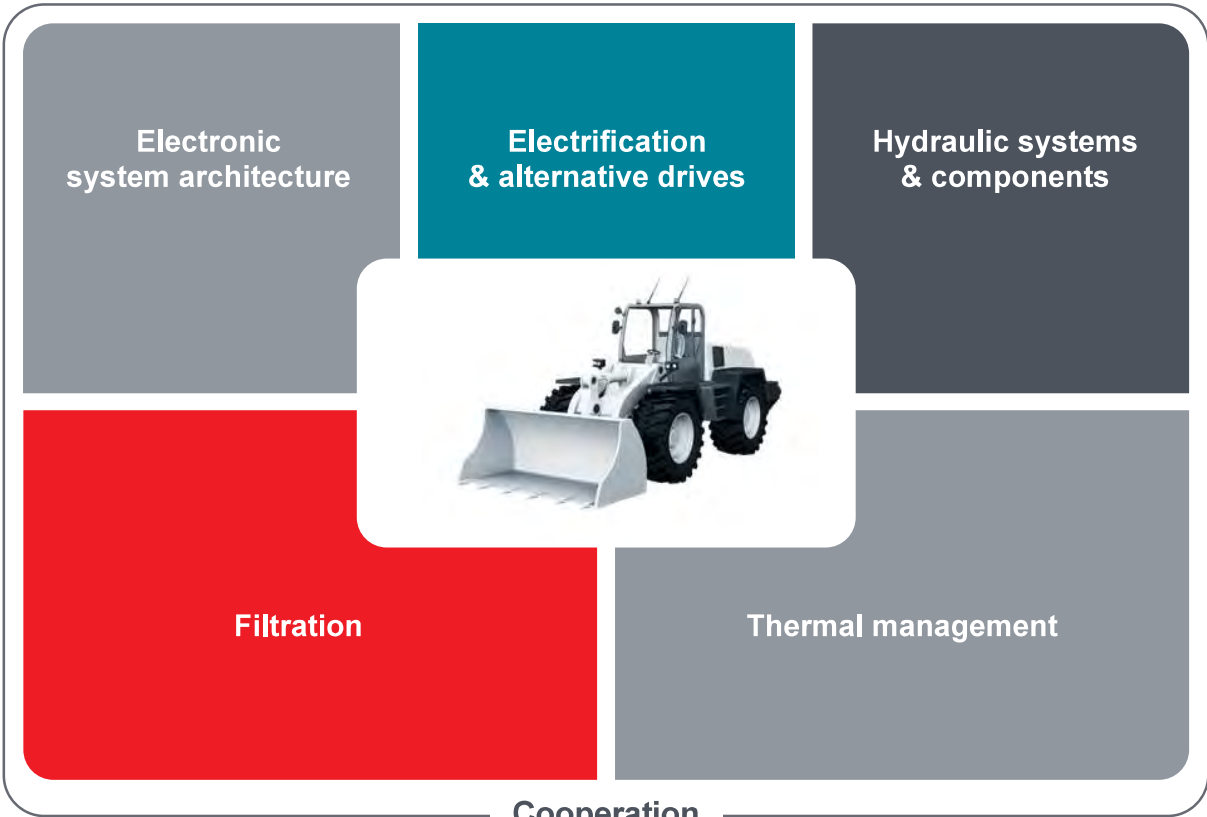 Electronic
system architecture
Electrification
& alternative drives
Hydraulic systems
& components
Filtration
Thermal management
Cooperation